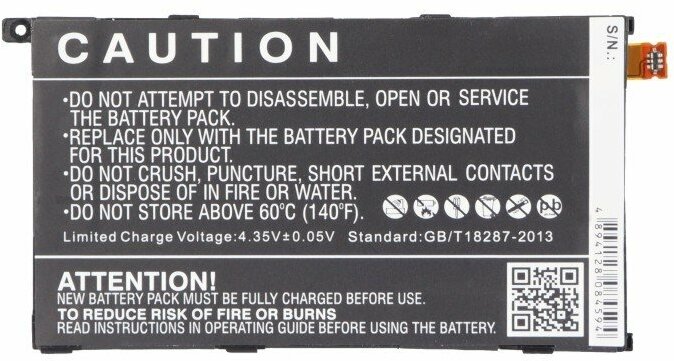 CAUTION
•DO NOT ATTEMPT TO DISASSEMBLE, OPEN OR SERVICE
THE BATTERY PACK.
•REPLACE ONLY WITH THE BATTERY PACK DESIGNATED
FOR THIS PRODUCT.
•DO NOT CRUSH, PUNCTURE, SHORT EXTERNAL CONTACTS
OR DISPOSE OF IN FIRE OR WATER.
•DO NOT STORE ABOVE 60°C (140°F).
Pb
Limited Charge Voltage:4.35V±0.05V Standard:GB/T18287-2013
ATTENTION!
NEW BATTERY PACK MUST BE FULLY CHARGED BEFORE USE.
TO REDUCE RISK OF FIRE OR BURNS
READ INSTRUCTIONS IN OPERATING GUIDE BEFORE USING THE BATTERY.
S/N.:
4894128084594